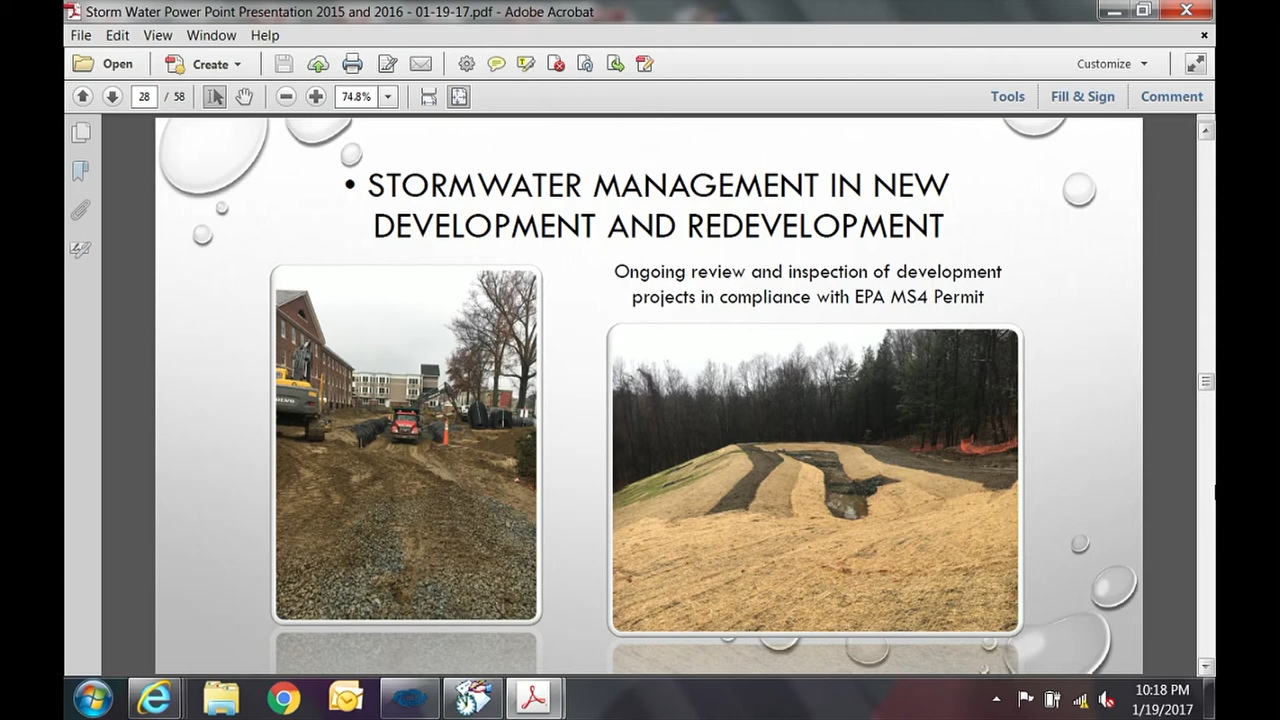 Storm Water Power Point Presentation 2015 and 2016 - 01-19-17.pdf - Adobe Acrobat
File Edit View Window Help
Open Create Customize
28 / 58 74.8% Tools Fill & Sign Comment
• STORMWATER MANAGEMENT IN NEW
DEVELOPMENT AND REDEVELOPMENT
Ongoing review and inspection of development
projects in compliance with EPA MS4 Permit
VOLVO
10:18 PM
1/19/2017